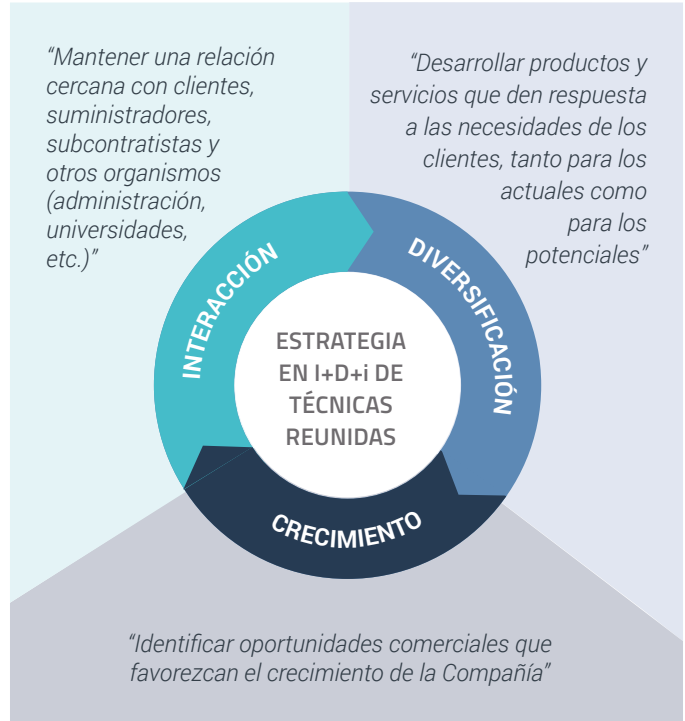 “Mantener una relación
cercana con clientes,
suministradores,
subcontratistas y
otros organismos
(administración,
universidades,
etc.)”
“Desarrollar productos y
servicios que den respuesta
a las necesidades de los
clientes, tanto para los
actuales como
para los
potenciales”
INTERACCIÓN
DIVERSIFICACIÓN
ESTRATEGIA
EN I+D+i DE
TÉCNICAS
REUNIDAS
CRECIMIENTO
“Identificar oportunidades comerciales que
favorezcan el crecimiento de la Compañía”